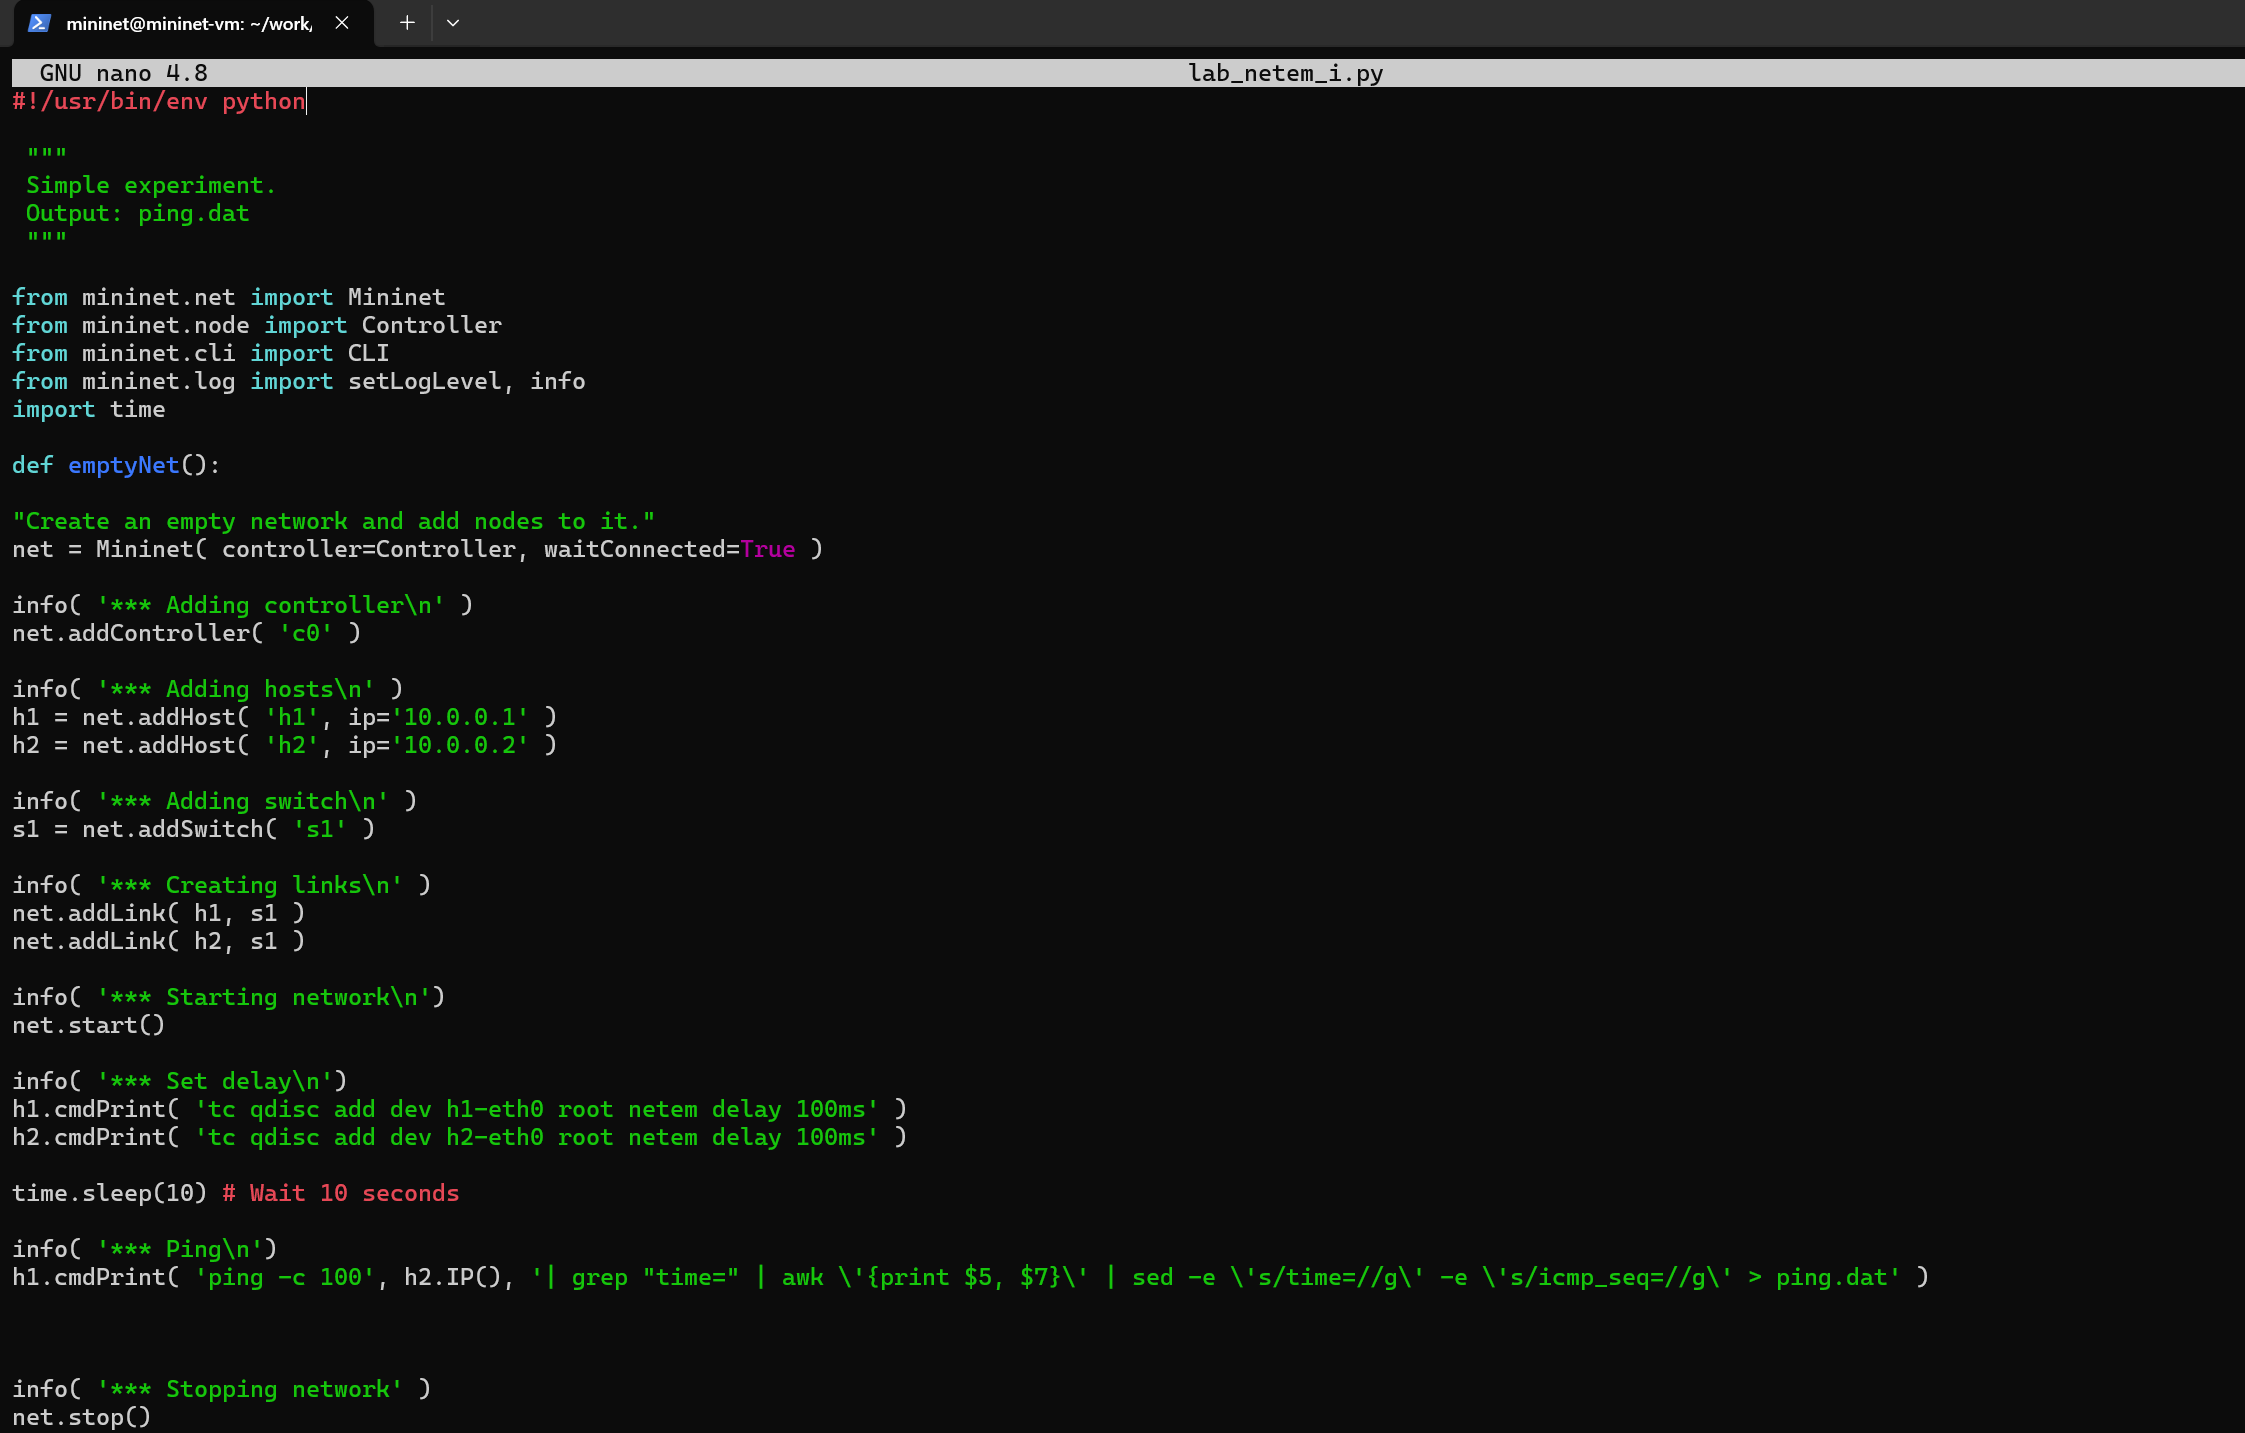 mininet@mininet-vm: ~/work/
GNU nano 4.8 lab_netem_i.py
#!/usr/bin/env python
"""
Simple experiment.
Output: ping.dat
"""
from mininet.net import Mininet
from mininet.node import Controller
from mininet.cli import CLI
from mininet.log import setLogLevel, info
import time
def emptyNet():
"Create an empty network and add nodes to it."
net = Mininet( controller=Controller, waitConnected=True )
info( '*** Adding controller\n' )
net.addController( 'c0' )
info( '*** Adding hosts\n' )
h1 = net.addHost( 'h1', ip='10.0.0.1' )
h2 = net.addHost( 'h2', ip='10.0.0.2' )
info( '*** Adding switch\n' )
s1 = net.addSwitch( 's1' )
info( '*** Creating links\n' )
net.addLink( h1, s1 )
net.addLink( h2, s1 )
info( '*** Starting network\n')
net.start()
info( '*** Set delay\n')
h1.cmdPrint( 'tc qdisc add dev h1-eth0 root netem delay 100ms' )
h2.cmdPrint( 'tc qdisc add dev h2-eth0 root netem delay 100ms' )
time.sleep(10) # Wait 10 seconds
info( '*** Ping\n')
h1.cmdPrint( 'ping -c 100', h2.IP(), '| grep "time=" | awk \'{print $5, $7}\' | sed -e \'s/time=//g\' -e \'s/icmp_seq=//g\' > ping.dat' )
info( '*** Stopping network' )
net.stop()